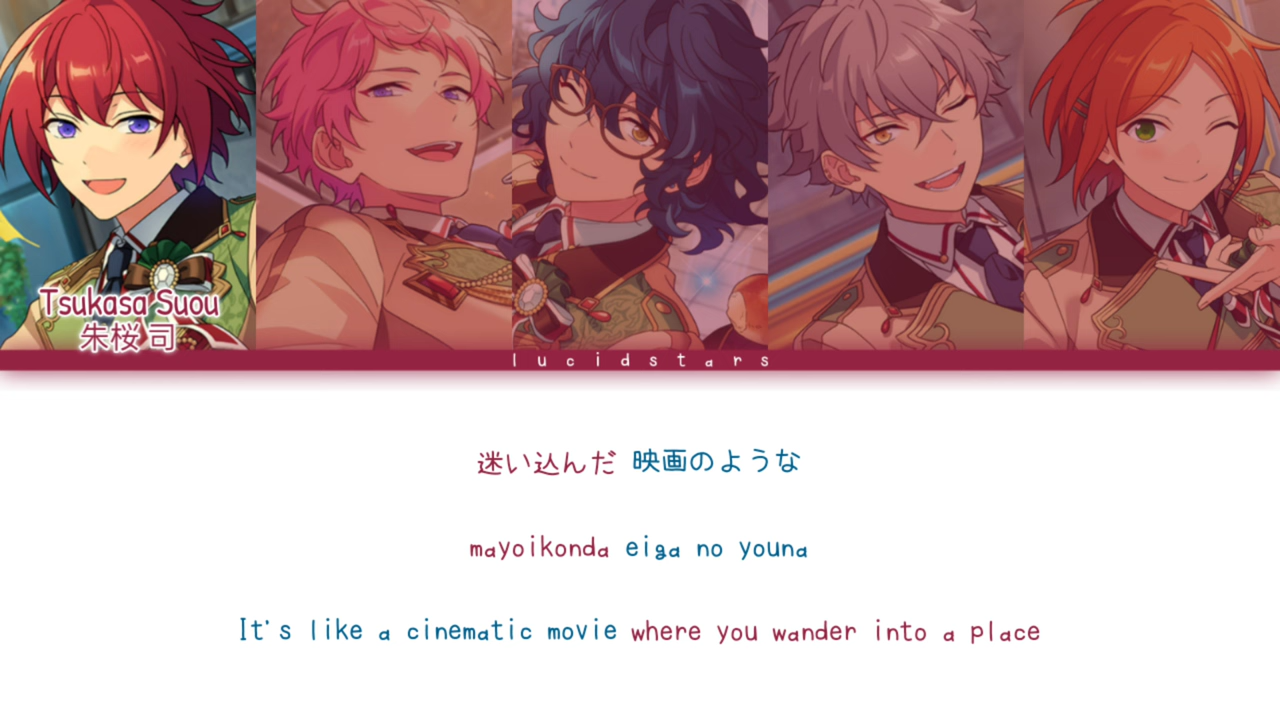 Tsukasa Suou
朱桜 司
lucidstars
迷い込んだ 映画のような
mayoikonda eiga no youna
It's like a cinematic movie where you wander into a place